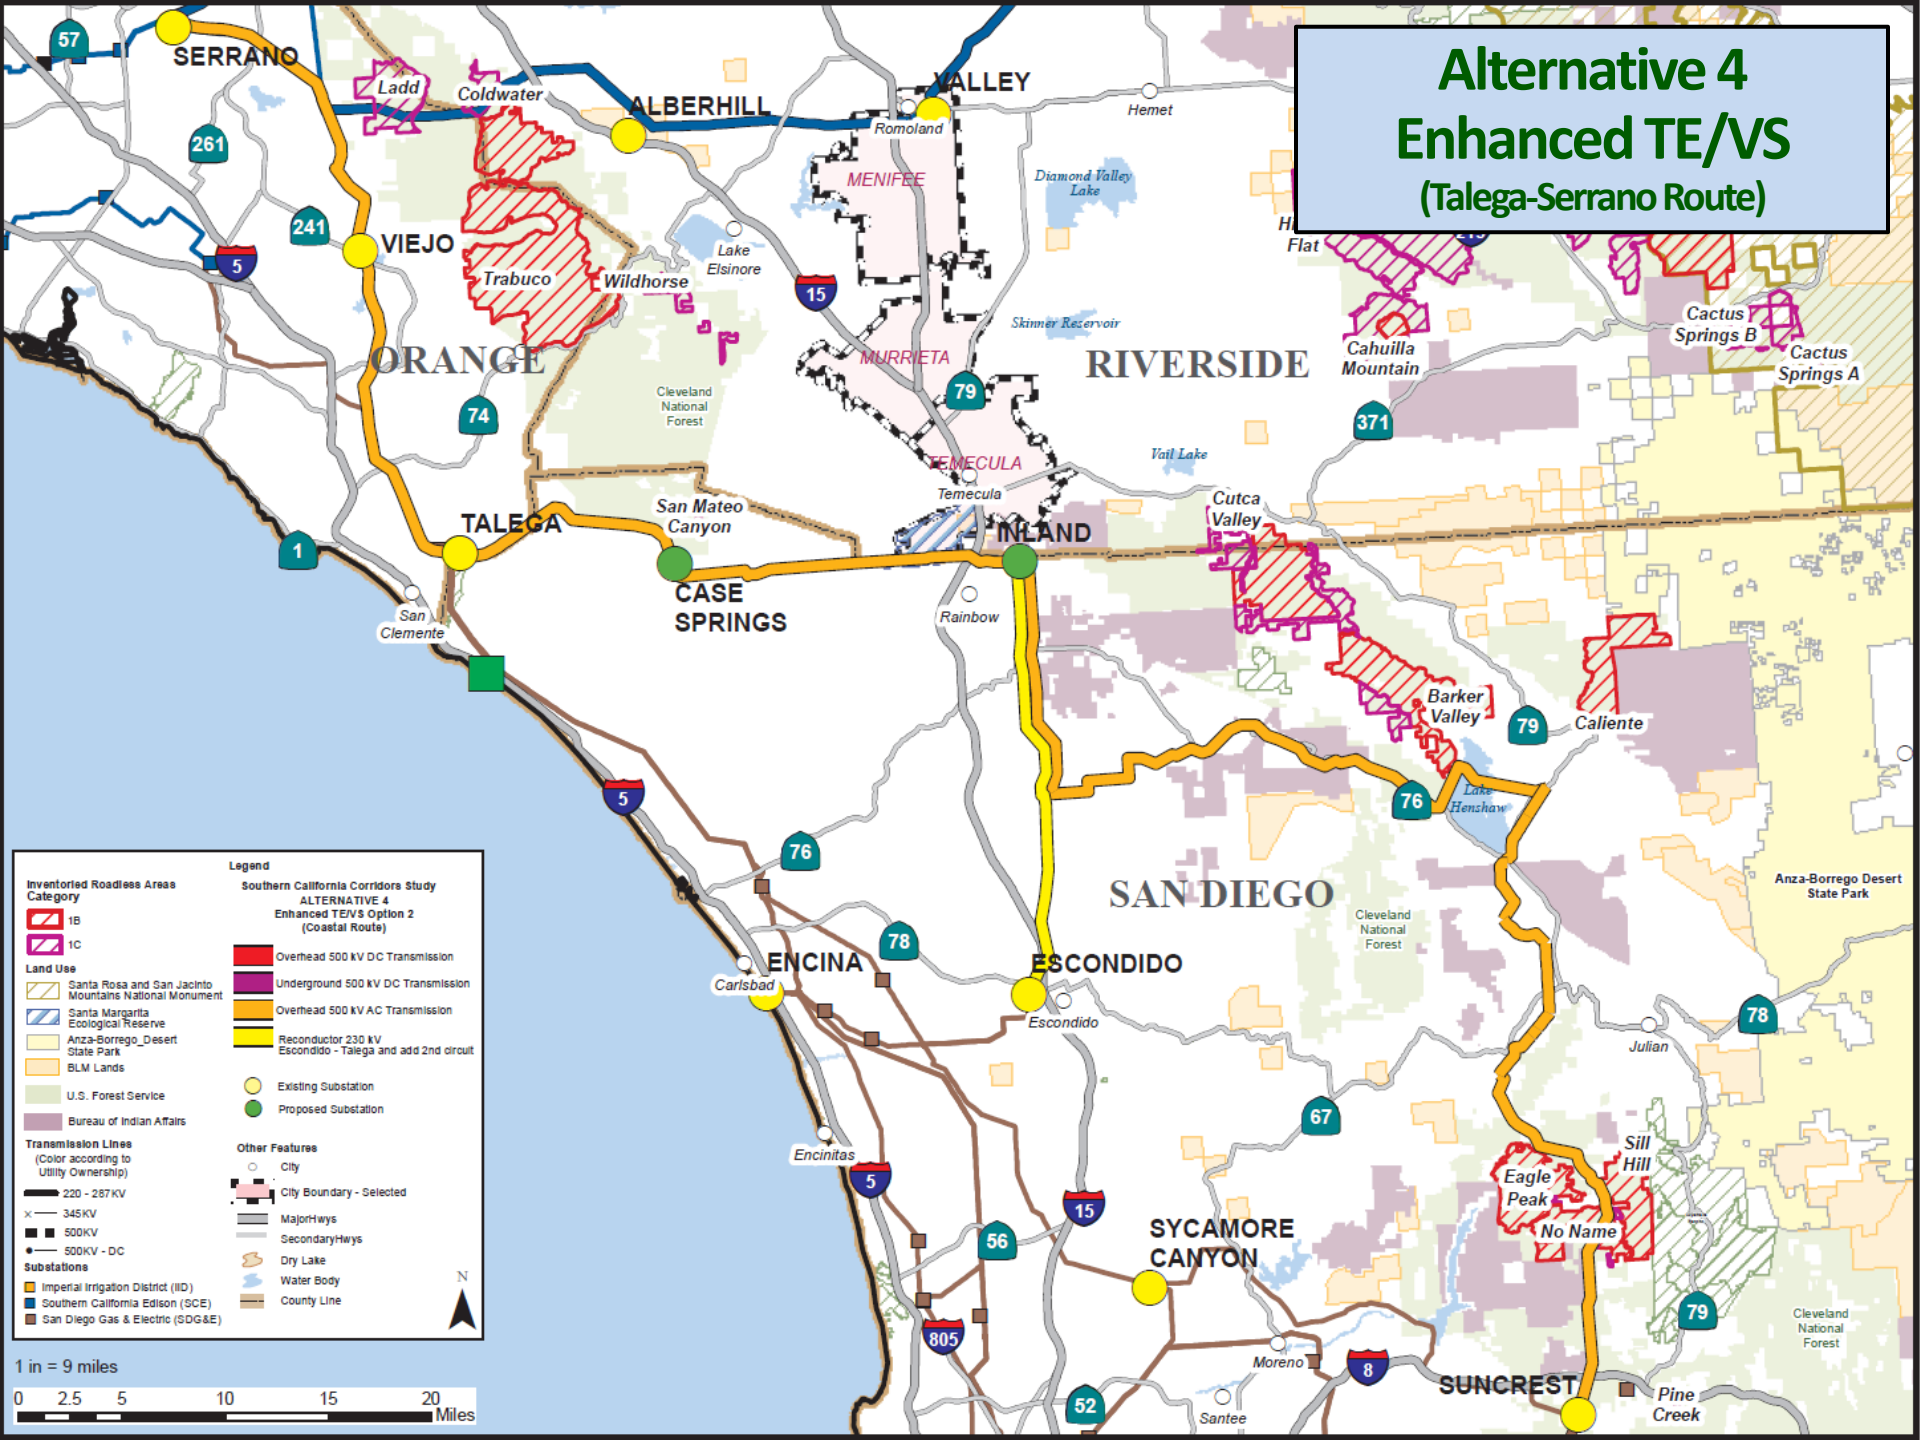 Alternative 4
Enhanced TE/VS
(Talega-Serrano Route)
57
SERRANO
Ladd
Coldwater
ALBERHILL
VALLEY
Romoland
Hemet
261
MENIFEE
Diamond Valley
Lake
241
VIEJO
5
Trabuco
Wildhorse
Lake
Elsinore
15
Flat
Skinner Reservoir
Cactus
Springs B
Cahuilla
Mountain
Cactus
Springs A
ORANGE
MURRIETA
RIVERSIDE
79
74
Cleveland
National
Forest
371
TEMECULA
Temecula
Vail Lake
Cutca
Valley
San Mateo
Canyon
TALEGA
INLAND
1
CASE
SPRINGS
San
Clemente
Rainbow
Barker
Valley
79
Caliente
5
76
Lake
Henshaw
76
SAN DIEGO
Cleveland
National
Forest
Anza-Borrego Desert
State Park
78
ENCINA
Carlsbad
ESCONDIDO
Escondido
78
Julian
67
Encinitas
5
15
56
Sill
Hill
Eagle
Peak
No Name
SYCAMORE
CANYON
805
79
Cleveland
National
Forest
Moreno
8
52
Santee
SUNCREST
Pine
Creek
Legend
Inventoried Roadless Areas
Category
1B
1C
Land Use
Santa Rosa and San Jacinto
Mountains National Monument
Santa Margarita
Ecological Reserve
Anza-Borrego_Desert
State Park
BLM Lands
U.S. Forest Service
Bureau of Indian Affairs
Transmission Lines
(Color according to
Utility Ownership)
220 - 287KV
345KV
500KV
500KV - DC
Substations
Imperial Irrigation District (IID)
Southern California Edison (SCE)
San Diego Gas & Electric (SDG&E)
Southern California Corridors Study
ALTERNATIVE 4
Enhanced TE/VS Option 2
(Coastal Route)
Overhead 500 kV DC Transmission
Underground 500 kV DC Transmission
Overhead 500 kV AC Transmission
Reconductor 230 kV
Escondido - Talega and add 2nd circuit
Existing Substation
Proposed Substation
Other Features
City
City Boundary - Selected
MajorHwys
SecondaryHwys
Dry Lake
Water Body
County Line
N
1 in = 9 miles
0 2.5 5 10 15 20
Miles